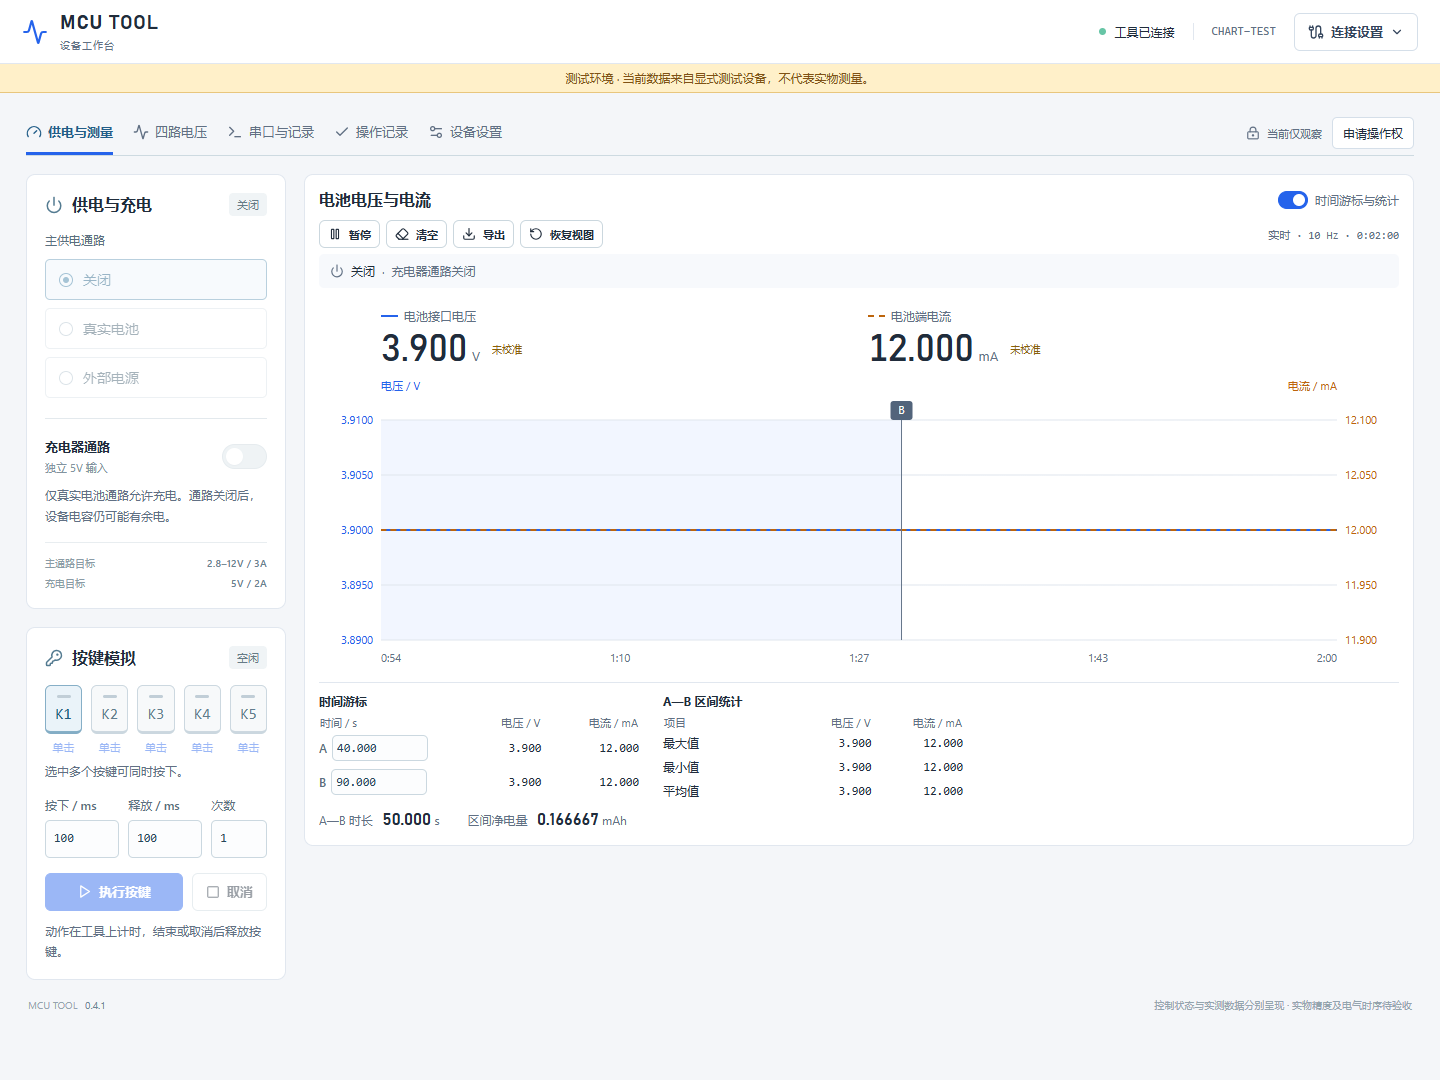 MCU TOOL
设备工作台
工具已连接
CHART-TEST
连接设置
测试环境 · 当前数据来自显式测试设备，不代表实物测量。
供电与测量
四路电压
串口与记录
操作记录
设备设置
当前仅观察
申请操作权
供电与充电
关闭
主供电通路
关闭
真实电池
外部电源
充电器通路
独立 5V 输入
仅真实电池通路允许充电。通路关闭后，
设备电容仍可能有余电。
主通路目标 2.8–12V / 3A
充电目标 5V / 2A
按键模拟
空闲
K1 K2 K3 K4 K5
单击 单击 单击 单击 单击
选中多个按键可同时按下。
按下 / ms 释放 / ms 次数
100 100 1
执行按键
取消
动作在工具上计时，结束或取消后释放按
键。
电池电压与电流
时间游标与统计
暂停 清空 导出 恢复视图
实时 · 10 Hz · 0:02:00
关闭 · 充电器通路关闭
电池接口电压
3.900 V 未校准
电池端电流
12.000 mA 未校准
电压 / V
电流 / mA
B
3.9100 12.100
3.9050 12.050
3.9000 12.000
3.8950 11.950
3.8900 11.900
0:54 1:10 1:27 1:43 2:00
时间游标
时间 / s 电压 / V 电流 / mA
A 40.000 3.900 12.000
B 90.000 3.900 12.000
A—B 区间统计
项目 电压 / V 电流 / mA
最大值 3.900 12.000
最小值 3.900 12.000
平均值 3.900 12.000
A—B 时长 50.000 s 区间净电量 0.166667 mAh
MCU TOOL 0.4.1
控制状态与实测数据分别呈现 · 实物精度及电气时序待验收